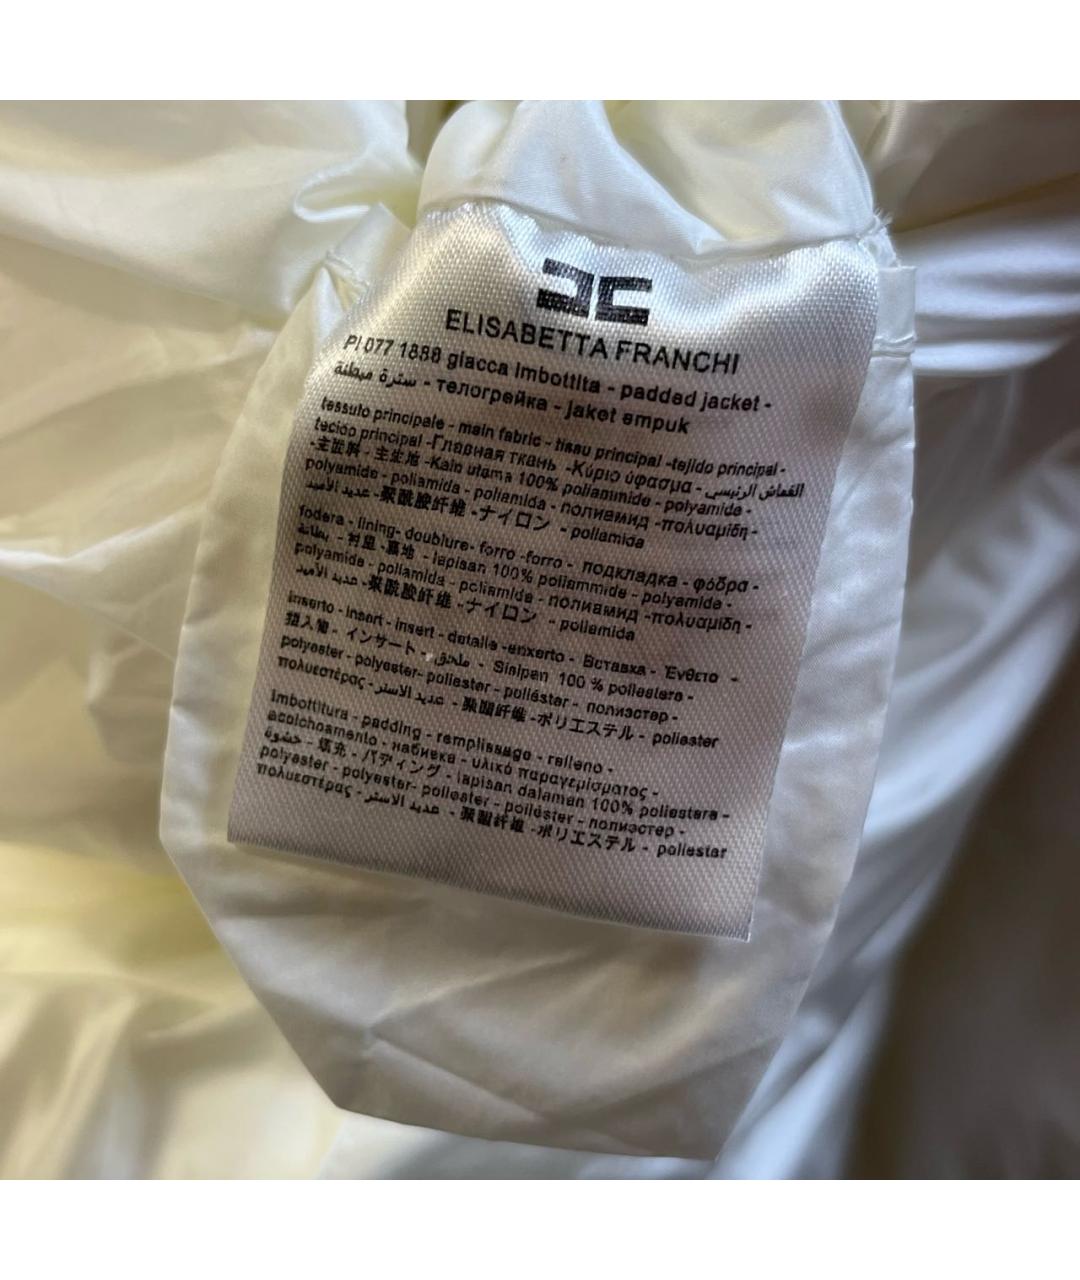 ELISABETTA FRANCHI
PI 077 1888 giacca imbottita - padded jacket -
سترة مبطنة - телогрейка - jaket empuk
tessuto principale - main fabric - tissu principal -tejido principal -
tecido principal -Главная ткань -Κύριο ύφασμα - القماش الرئيسي
-主面料 - 主生地 -Kain utama 100% poliammide - polyamide -
polyamide - poliamida - poliamida - полиамид -πολυαμίδη -
عديد الأميد -聚酰胺纤维 -ナイロン - poliamida
fodera - lining- doublure- forro -forro - подкладка - φόδρα -
بطانة - 衬里 -裏地 - lapisan 100% poliammide - polyamide -
polyamide - poliamida - poliamida - полиамид -πολυαμίδη -
عديد الأميد -聚酰胺纤维 -ナイロン - poliamida
inserto - insert - insert - detalle -enxerto - Вставка - Ένθετο -
插入物 - インサート - ملحق - Sisipan 100 % poliestere -
polyester - polyester- poliester - poliéster - полиэстер -
πολυεστέρας - عديد الاستر - 聚酯纤维 -ポリエステル - poliester
imbottitura - padding - remplissage - relleno -
acolchoamento - набивка - υλικό παραγεμίσματος -
حشوة - 填充 - パディング - lapisan dalaman 100% poliestere -
polyester - polyester- poliester - poliéster - полиэстер -
πολυεστέρας - عديد الاستر - 聚酯纤维 -ポリエステル - poliester